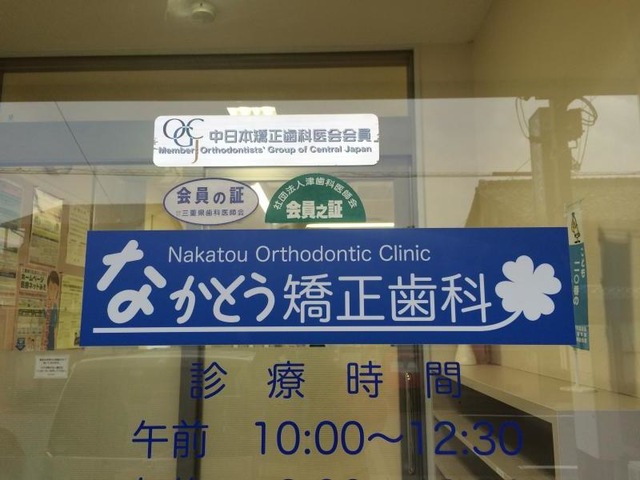 OGCJ 中日本矯正歯科医会会員
Member Orthodontists' Group of Central Japan
会員の証
三重県歯科医師会
社団法人津歯科医師会
会員之証
Nakatou Orthodontic Clinic
なかとう矯正歯科
診療時間
午前 10:00〜12:30